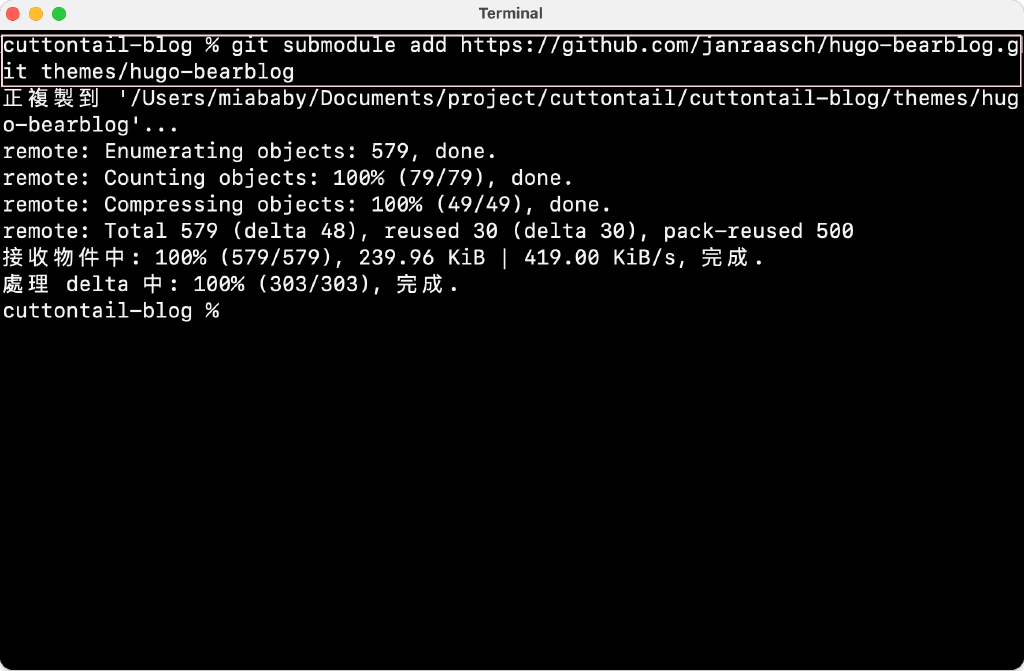 Terminal
cuttontail-blog % git submodule add https://github.com/janraasch/hugo-bearblog.g
it themes/hugo-bearblog
正複製到 '/Users/miababy/Documents/project/cuttontail/cuttontail-blog/themes/hug
o-bearblog'...
remote: Enumerating objects: 579, done.
remote: Counting objects: 100% (79/79), done.
remote: Compressing objects: 100% (49/49), done.
remote: Total 579 (delta 48), reused 30 (delta 30), pack-reused 500
接收物件中: 100% (579/579), 239.96 KiB | 419.00 KiB/s, 完成.
處理 delta 中: 100% (303/303), 完成.
cuttontail-blog %